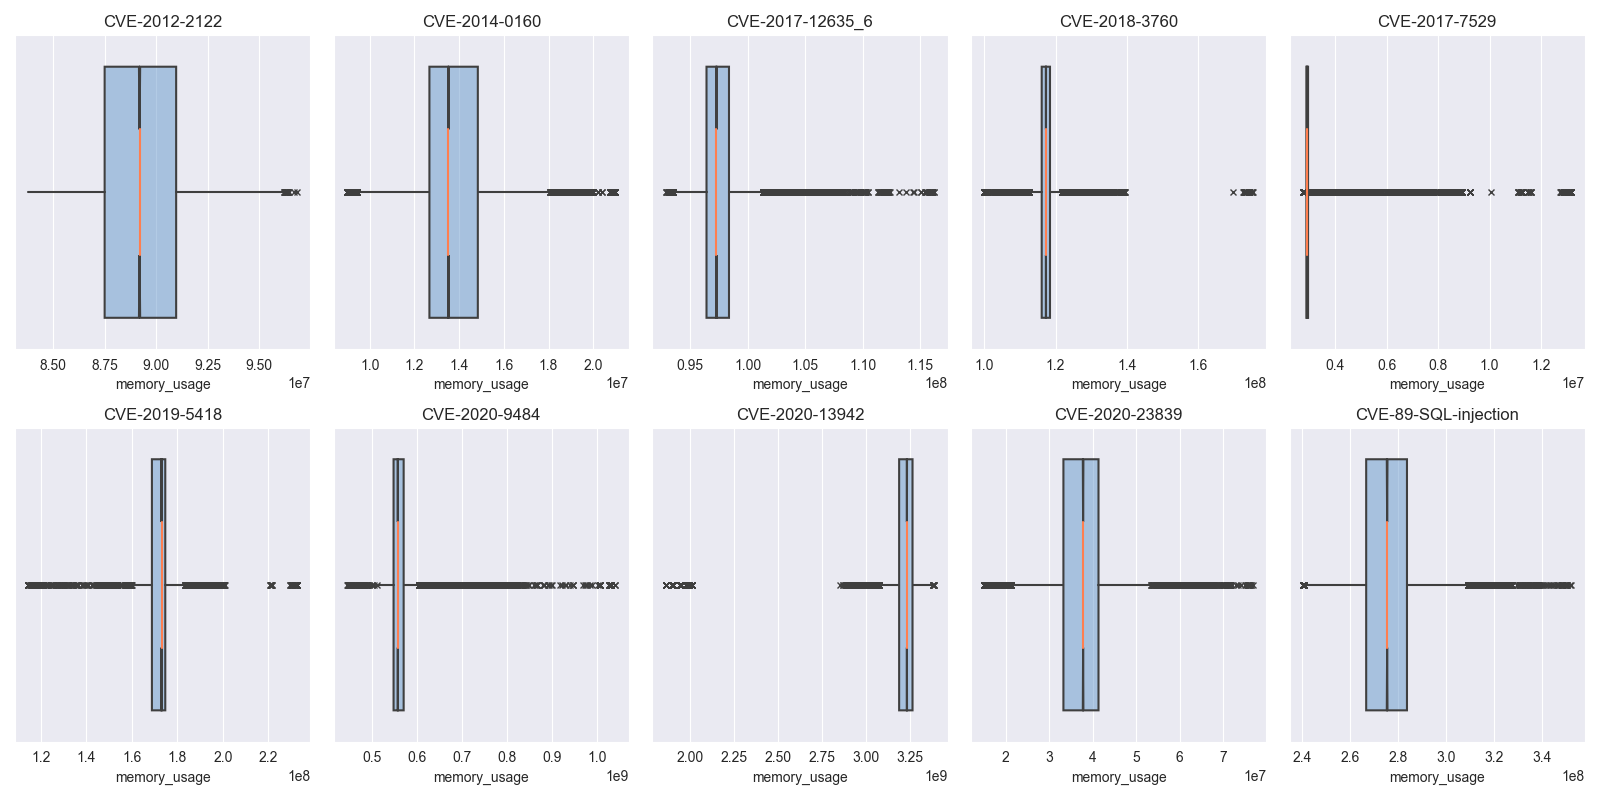 CVE-2012-2122 CVE-2014-0160 CVE-2017-12635_6 CVE-2018-3760 CVE-2017-7529
8.50 8.75 9.00 9.25 9.50 1.0 1.2 1.4 1.6 1.8 2.0 0.95 1.00 1.05 1.10 1.15 1.0 1.2 1.4 1.6 0.4 0.6 0.8 1.0 1.2
memory_usage 1e7 memory_usage 1e7 memory_usage 1e8 memory_usage 1e8 memory_usage 1e7
CVE-2019-5418 CVE-2020-9484 CVE-2020-13942 CVE-2020-23839 CVE-89-SQL-injection
1.2 1.4 1.6 1.8 2.0 2.2 0.5 0.6 0.7 0.8 0.9 1.0 2.00 2.25 2.50 2.75 3.00 3.25 2 3 4 5 6 7 2.4 2.6 2.8 3.0 3.2 3.4
memory_usage 1e8 memory_usage 1e9 memory_usage 1e9 memory_usage 1e7 memory_usage 1e8